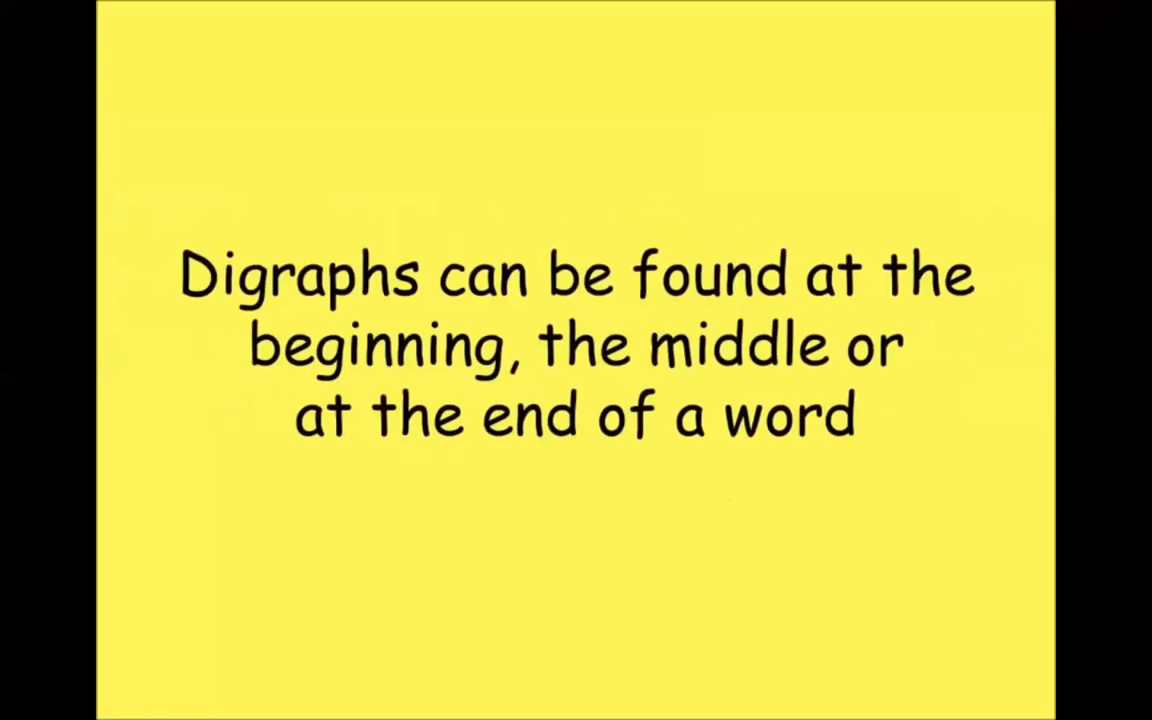 Digraphs can be found at the
beginning, the middle or
at the end of a word